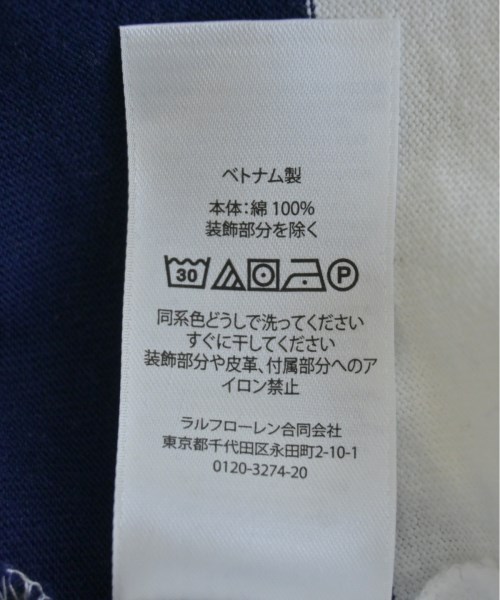 ベトナム製
本体:綿 100%
装飾部分を除く
30 P
同系色どうしで洗ってください
すぐに干してください
装飾部分や皮革、付属部分へのア
イロン禁止
ラルフローレン合同会社
東京都千代田区永田町2-10-1
0120-3274-20